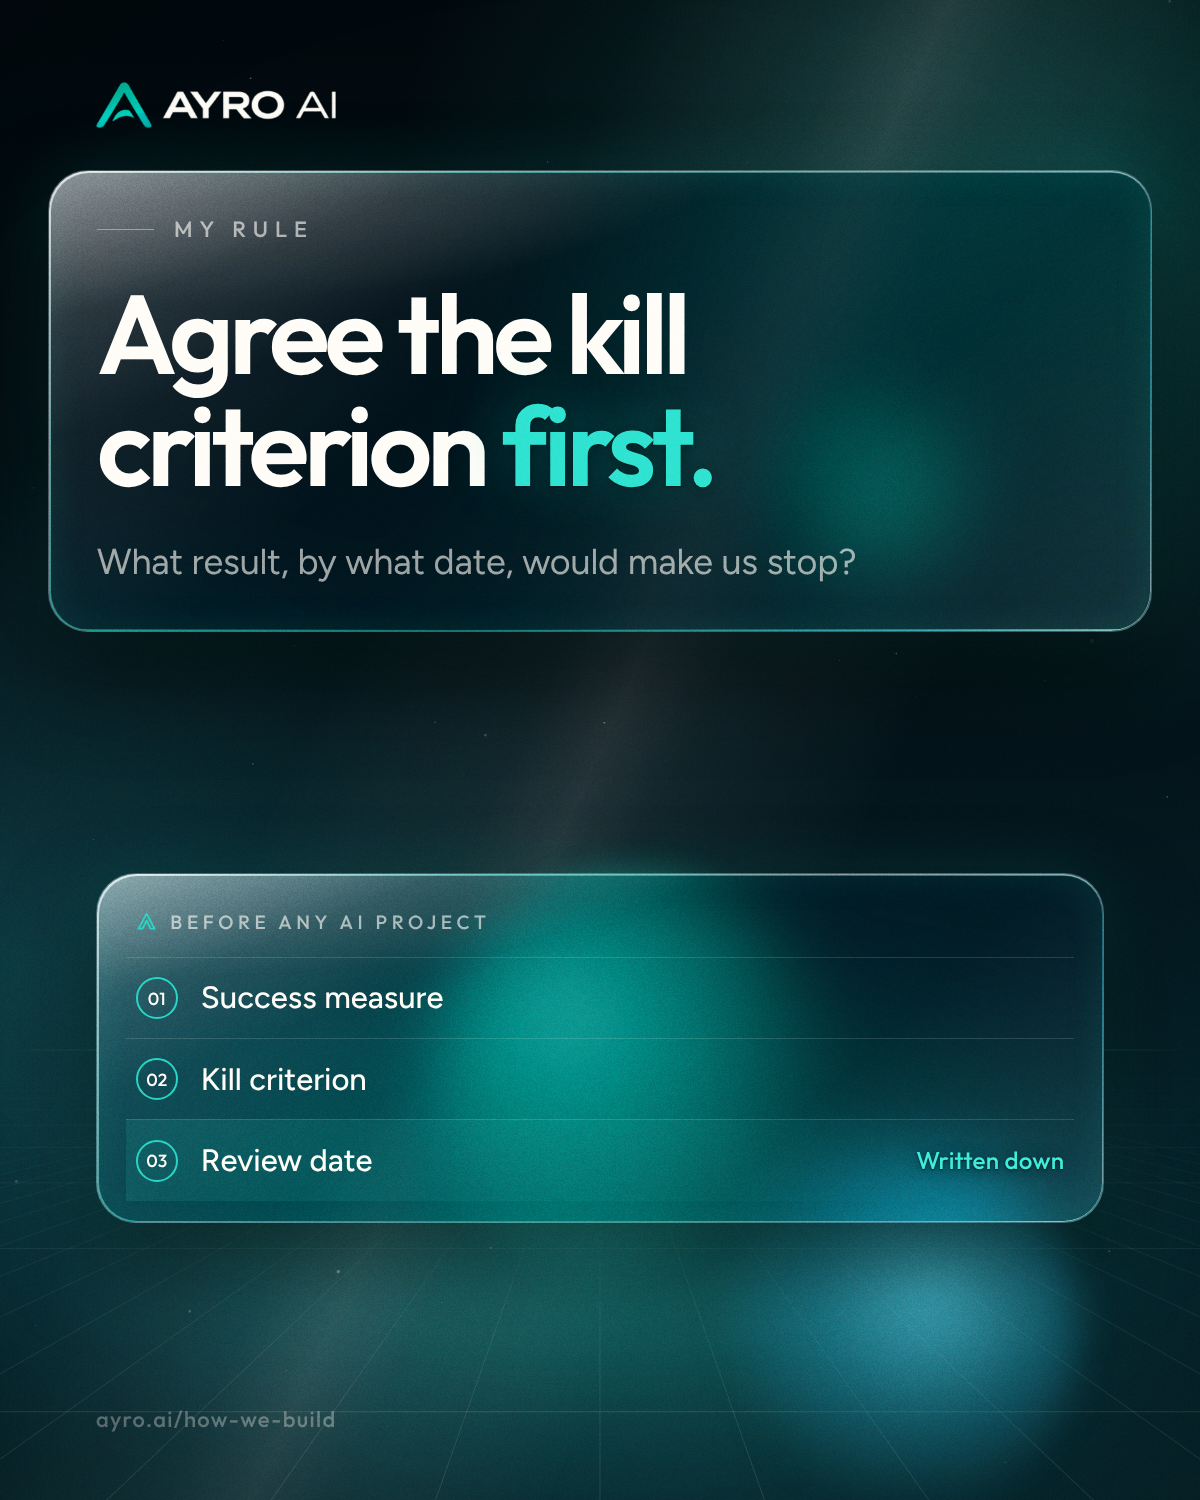 AYRO AI
MY RULE
Agree the kill
criterion first.
What result, by what date, would make us stop?
BEFORE ANY AI PROJECT
01 Success measure
02 Kill criterion
03 Review date Written down
ayro.ai/how-we-build